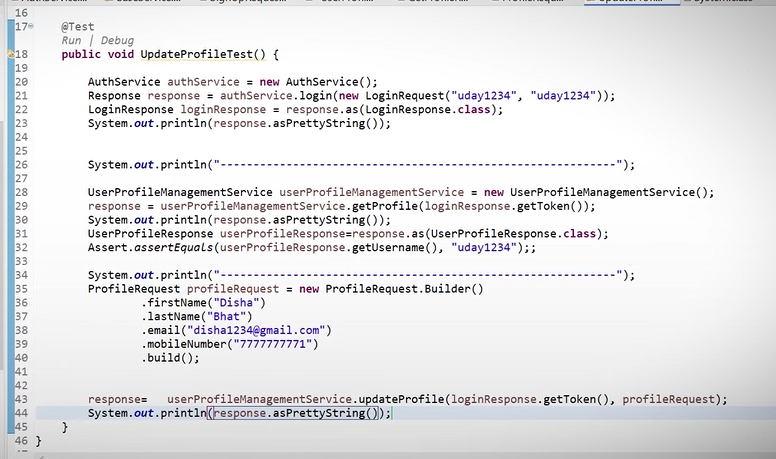 16
17 @Test
Run | Debug
18 public void UpdateProfileTest() {
19
20 AuthService authService = new AuthService();
21 Response response = authService.login(new LoginRequest("uday1234", "uday1234"));
22 LoginResponse loginResponse = response.as(LoginResponse.class);
23 System.out.println(response.asPrettyString());
24
25
26 System.out.println("------------------------------------------------------------");
27
28 UserProfileManagementService userProfileManagementService = new UserProfileManagementService();
29 response = userProfileManagementService.getProfile(loginResponse.getToken());
30 System.out.println(response.asPrettyString());
31 UserProfileResponse userProfileResponse=response.as(UserProfileResponse.class);
32 Assert.assertEquals(userProfileResponse.getUsername(), "uday1234");;
33
34 System.out.println("------------------------------------------------------------");
35 ProfileRequest profileRequest = new ProfileRequest.Builder()
36 .firstName("Disha")
37 .lastName("Bhat")
38 .email("disha1234@gmail.com")
39 .mobileNumber("7777777771")
40 .build();
41
42
43 response= userProfileManagementService.updateProfile(loginResponse.getToken(), profileRequest);
44 System.out.println(response.asPrettyString());
45 }
46 }